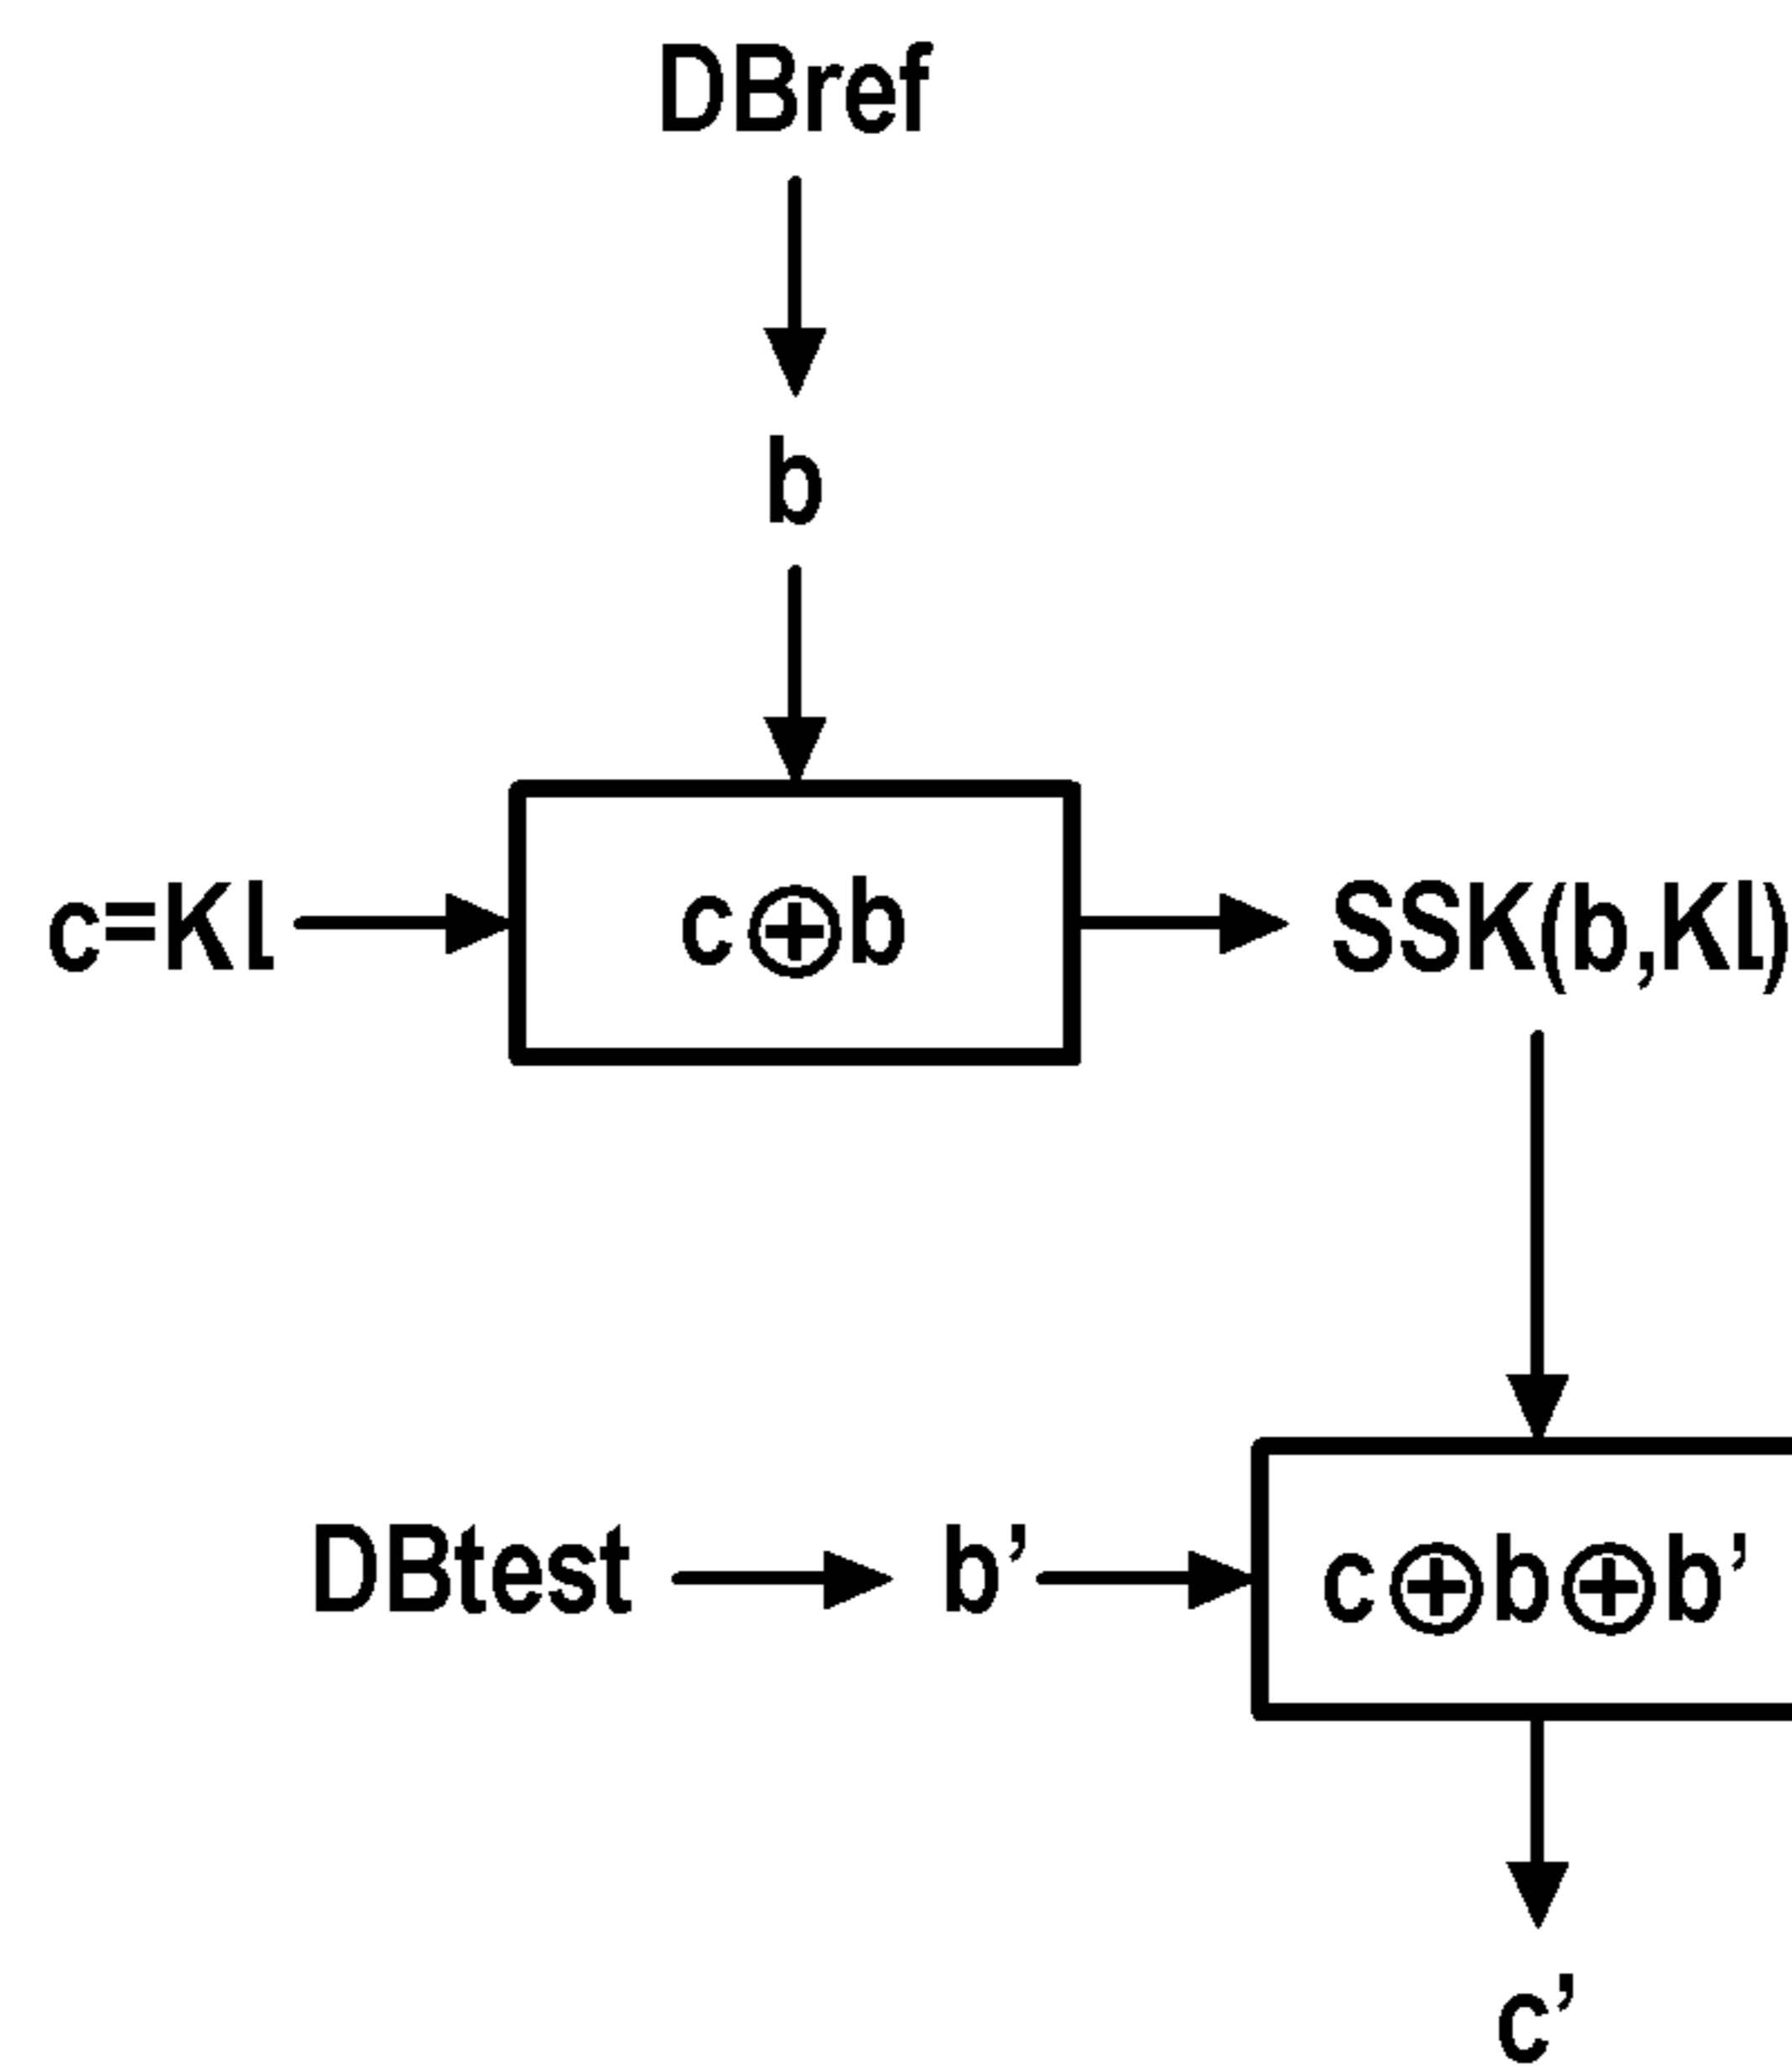 DBref
b
c=KL
c⊕b
SSK(b,KL)
DBtest
b’
c⊕b⊕b’
c’